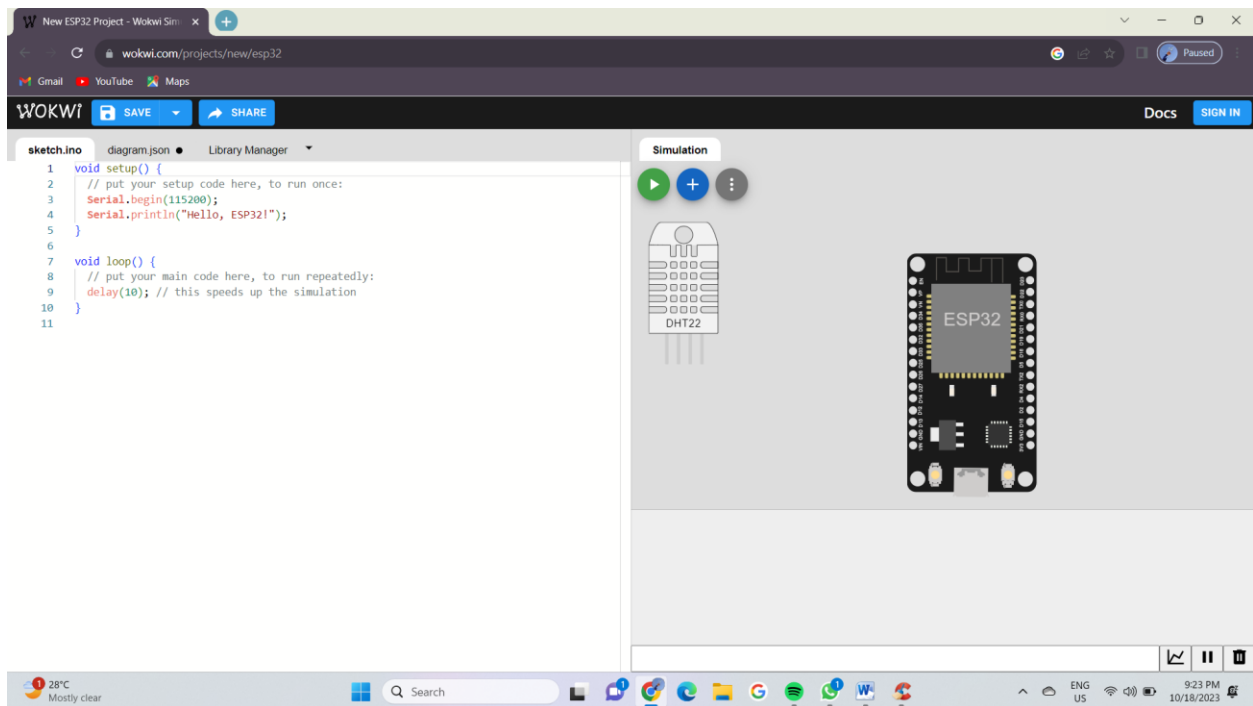 New ESP32 Project - Wokwi Sim
wokwi.com/projects/new/esp32
Paused
Gmail YouTube Maps
WOKWi SAVE SHARE Docs SIGN IN
sketch.ino diagram.json ● Library Manager
Simulation
1 void setup() {
2 // put your setup code here, to run once:
3 Serial.begin(115200);
4 Serial.println("Hello, ESP32!");
5 }
6
7 void loop() {
8 // put your main code here, to run repeatedly:
9 delay(10); // this speeds up the simulation
10 }
11
DHT22
ESP32
28°C
Mostly clear
Search
ENG
US
9:23 PM
10/18/2023